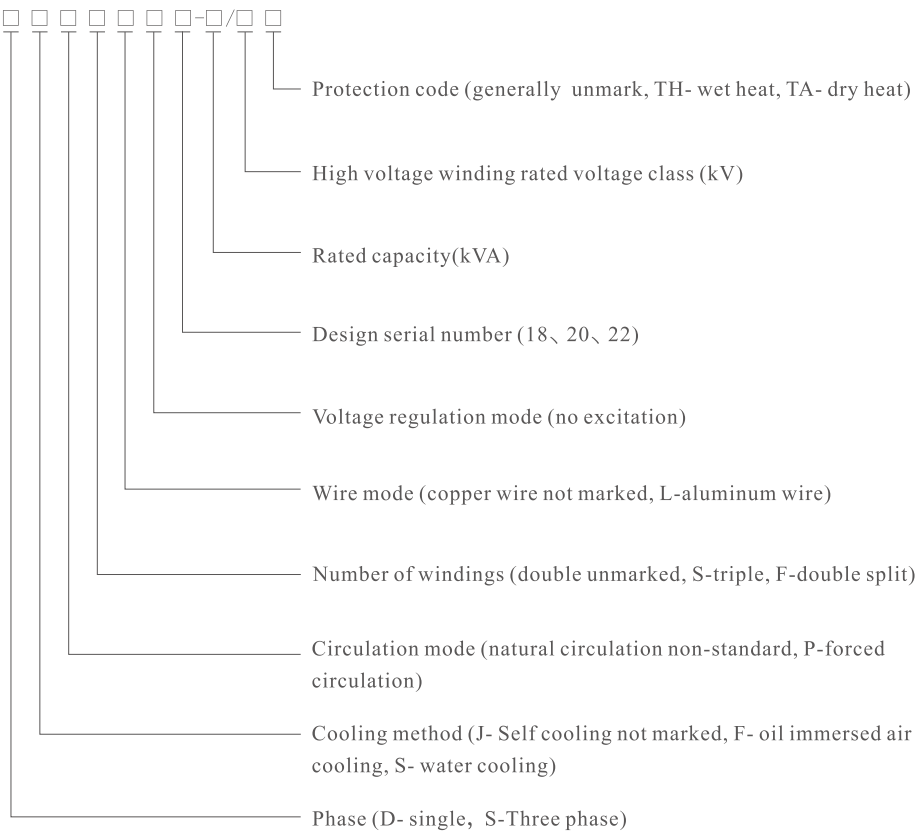 □ □ □ □ □ □ □-□/□ □
Protection code (generally unmark, TH- wet heat, TA- dry heat)
High voltage winding rated voltage class (kV)
Rated capacity(kVA)
Design serial number (18、20、22)
Voltage regulation mode (no excitation)
Wire mode (copper wire not marked, L-aluminum wire)
Number of windings (double unmarked, S-triple, F-double split)
Circulation mode (natural circulation non-standard, P-forced
circulation)
Cooling method (J- Self cooling not marked, F- oil immersed air
cooling, S- water cooling)
Phase (D- single, S-Three phase)